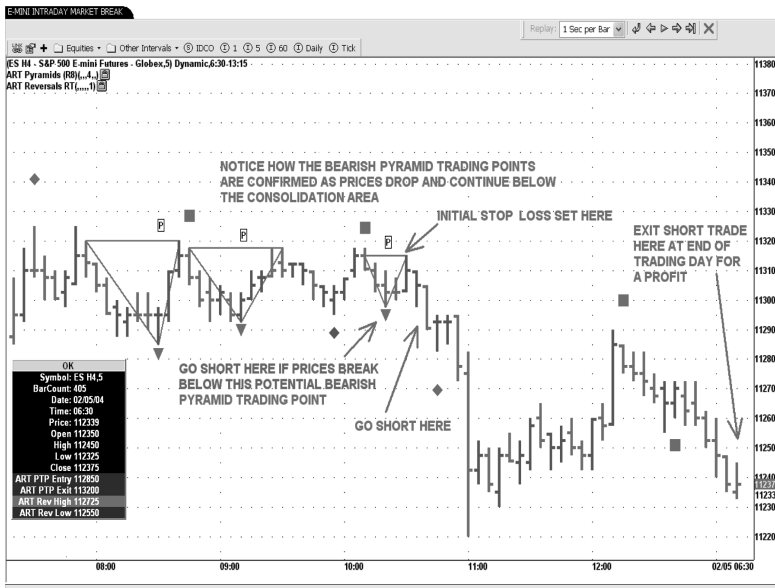 E-MINI INTRADAY MARKET BREAK
Replay: 1 Sec per Bar
Equities Other Intervals IDCO 1 5 60 Daily Tick
(ES H4 - S&P 500 E-mini Futures - Globex,5) Dynamic,6:30-13:15
ART Pyramids (R8)(,,,4,,)
ART Reversals RT(,,,,,1)
11380
11370
11360
11350
11340
11330
11320
11310
11300
11290
11280
11270
11260
11250
11240
11237
11233
11230
11220
NOTICE HOW THE BEARISH PYRAMID TRADING POINTS
ARE CONFIRMED AS PRICES DROP AND CONTINUE BELOW
THE CONSOLIDATION AREA
INITIAL STOP LOSS SET HERE
EXIT SHORT TRADE
HERE AT END OF
TRADING DAY FOR
A PROFIT
P
P
P
GO SHORT HERE IF PRICES BREAK
BELOW THIS POTENTIAL BEARISH
PYRAMID TRADING POINT
GO SHORT HERE
OK
Symbol: ES H4,5
BarCount: 405
Date: 02/05/04
Time: 06:30
Price: 112339
Open 112350
High 112450
Low 112325
Close 112375
ART PTP Entry 112850
ART PTP Exit 113200
ART Rev High 112725
ART Rev Low 112550
08:00 09:00 10:00 11:00 12:00 02/05 06:30